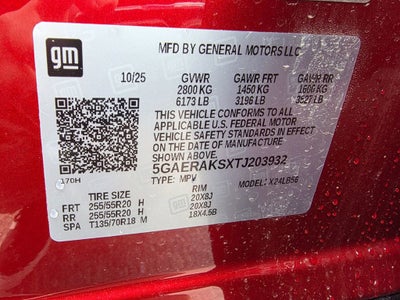 gm
MFD BY GENERAL MOTORS LLC
10/25 GVWR GAWR FRT GAWR RR
2800 KG 1450 KG 1600 KG
6173 LB 3196 LB 3527 LB
THIS VEHICLE CONFORMS TO ALL
APPLICABLE U.S. FEDERAL MOTOR
VEHICLE SAFETY STANDARDS IN EFFECT
ON THE DATE OF MANUFACTURE
SHOWN ABOVE.
170H
5GAERAKSXTJ203932
TYPE: MPV MODEL: X24LB56
TIRE SIZE RIM
FRT 255/55R20 H 20X8J
RR 255/55R20 H 20X8J
SP T135/70R18 M 18X4.5B